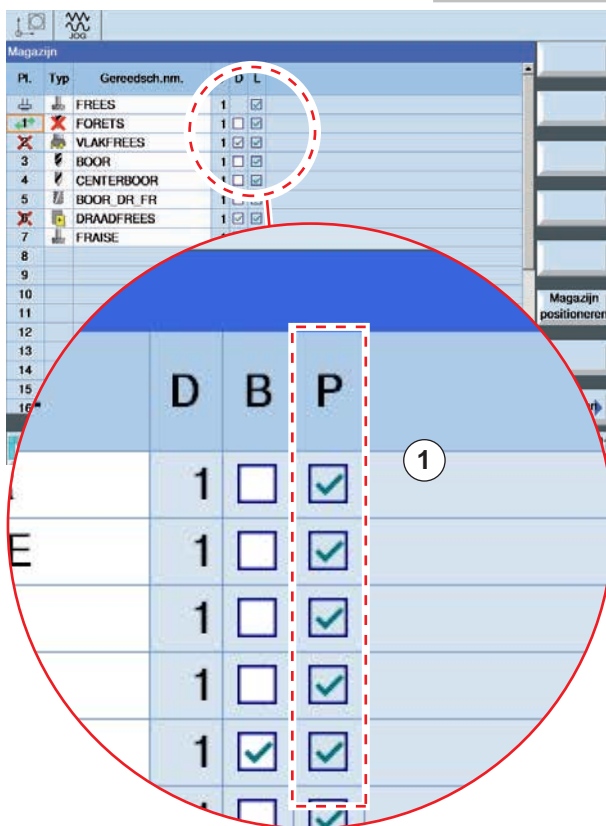 JOG
Magazijn
Pl. Typ Gereedsch.nm. D L
FREES 1
1 FORETS 1
2 VLAKFREES 1
3 BOOR 1
4 CENTERBOOR 1
5 BOOR_DR_FR 1
6 DRAADFREES 1
7 FRAISE
8
9
10
11
12
13
14
15
16
Magazijn
positioneren
D B P
1
1
E 1
1
1
1